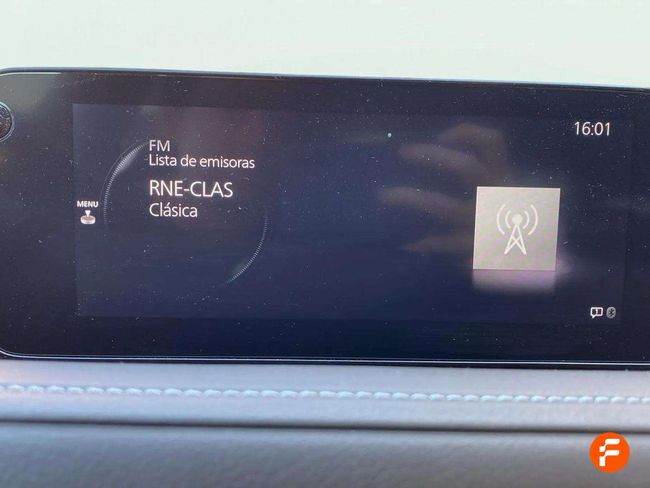 16:01
FM
Lista de emisoras
RNE-CLAS
Clásica
MENU